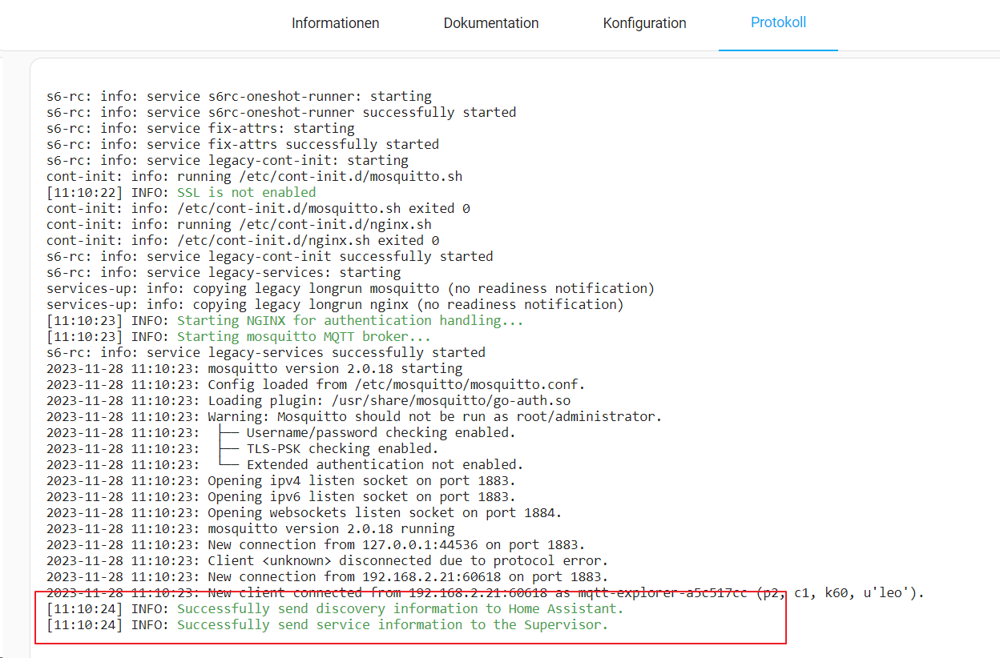 Informationen
Dokumentation
Konfiguration
Protokoll
s6-rc: info: service s6rc-oneshot-runner: starting
s6-rc: info: service s6rc-oneshot-runner successfully started
s6-rc: info: service fix-attrs: starting
s6-rc: info: service fix-attrs successfully started
s6-rc: info: service legacy-cont-init: starting
cont-init: info: running /etc/cont-init.d/mosquitto.sh
[11:10:22] INFO: SSL is not enabled
cont-init: info: /etc/cont-init.d/mosquitto.sh exited 0
cont-init: info: running /etc/cont-init.d/nginx.sh
cont-init: info: /etc/cont-init.d/nginx.sh exited 0
s6-rc: info: service legacy-cont-init successfully started
s6-rc: info: service legacy-services: starting
services-up: info: copying legacy longrun mosquitto (no readiness notification)
services-up: info: copying legacy longrun nginx (no readiness notification)
[11:10:23] INFO: Starting NGINX for authentication handling...
[11:10:23] INFO: Starting mosquitto MQTT broker...
s6-rc: info: service legacy-services successfully started
2023-11-28 11:10:23: mosquitto version 2.0.18 starting
2023-11-28 11:10:23: Config loaded from /etc/mosquitto/mosquitto.conf.
2023-11-28 11:10:23: Loading plugin: /usr/share/mosquitto/go-auth.so
2023-11-28 11:10:23: Warning: Mosquitto should not be run as root/administrator.
2023-11-28 11:10:23:  ├── Username/password checking enabled.
2023-11-28 11:10:23:  ├── TLS-PSK checking enabled.
2023-11-28 11:10:23:  └── Extended authentication not enabled.
2023-11-28 11:10:23: Opening ipv4 listen socket on port 1883.
2023-11-28 11:10:23: Opening ipv6 listen socket on port 1883.
2023-11-28 11:10:23: Opening websockets listen socket on port 1884.
2023-11-28 11:10:23: mosquitto version 2.0.18 running
2023-11-28 11:10:23: New connection from 127.0.0.1:44536 on port 1883.
2023-11-28 11:10:23: Client <unknown> disconnected due to protocol error.
2023-11-28 11:10:23: New connection from 192.168.2.21:60618 on port 1883.
2023-11-28 11:10:23: New client connected from 192.168.2.21:60618 as mqtt-explorer-a5c517cc (p2, c1, k60, u'leo').
[11:10:24] INFO: Successfully send discovery information to Home Assistant.
[11:10:24] INFO: Successfully send service information to the Supervisor.